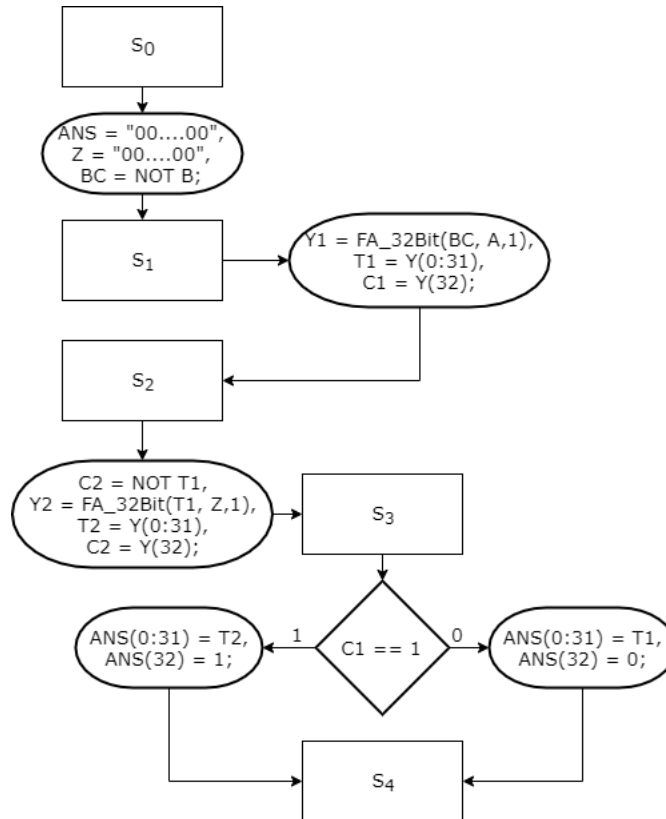 S0
ANS = "00....00",
Z = "00....00",
BC = NOT B;
S1
Y1 = FA_32Bit(BC, A,1),
T1 = Y(0:31),
C1 = Y(32);
S2
C2 = NOT T1,
Y2 = FA_32Bit(T1, Z,1),
T2 = Y(0:31),
C2 = Y(32);
S3
C1 == 1
1
0
ANS(0:31) = T2,
ANS(32) = 1;
ANS(0:31) = T1,
ANS(32) = 0;
S4